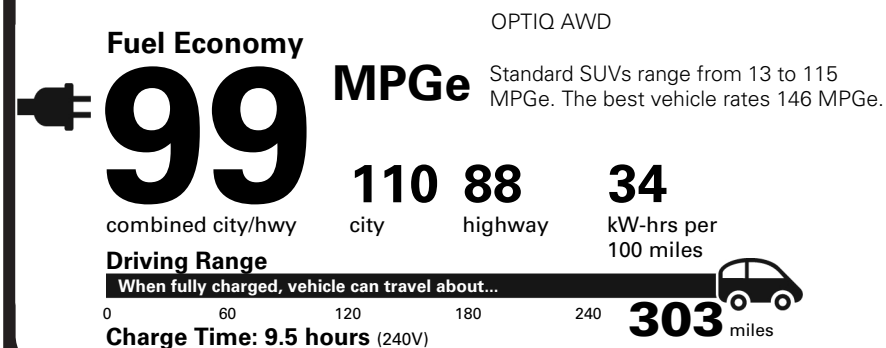 OPTIQ AWD
Fuel Economy
99
MPGe
Standard SUVs range from 13 to 115
MPGe. The best vehicle rates 146 MPGe.
110 88 34
combined city/hwy city highway kW-hrs per
100 miles
Driving Range
When fully charged, vehicle can travel about...
0 60 120 180 240 303 miles
Charge Time: 9.5 hours (240V)